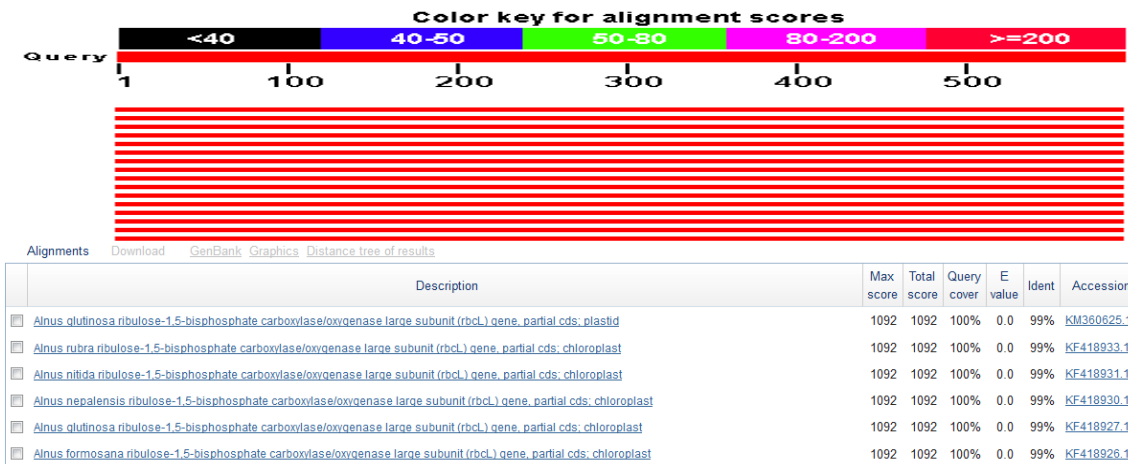 Color key for alignment scores
<40 40-50 50-80 80-200 >=200
Query
1 100 200 300 400 500
Alignments Download GenBank Graphics Distance tree of results
Description Max score Total score Query cover E value Ident Accession
Alnus glutinosa ribulose-1,5-bisphosphate carboxylase/oxygenase large subunit (rbcL) gene, partial cds; plastid 1092 1092 100% 0.0 99% KM360625.1
Alnus rubra ribulose-1,5-bisphosphate carboxylase/oxygenase large subunit (rbcL) gene, partial cds; chloroplast 1092 1092 100% 0.0 99% KF418933.1
Alnus nitida ribulose-1,5-bisphosphate carboxylase/oxygenase large subunit (rbcL) gene, partial cds; chloroplast 1092 1092 100% 0.0 99% KF418931.1
Alnus nepalensis ribulose-1,5-bisphosphate carboxylase/oxygenase large subunit (rbcL) gene, partial cds; chloroplast 1092 1092 100% 0.0 99% KF418930.1
Alnus glutinosa ribulose-1,5-bisphosphate carboxylase/oxygenase large subunit (rbcL) gene, partial cds; chloroplast 1092 1092 100% 0.0 99% KF418927.1
Alnus formosana ribulose-1,5-bisphosphate carboxylase/oxygenase large subunit (rbcL) gene, partial cds; chloroplast 1092 1092 100% 0.0 99% KF418926.1